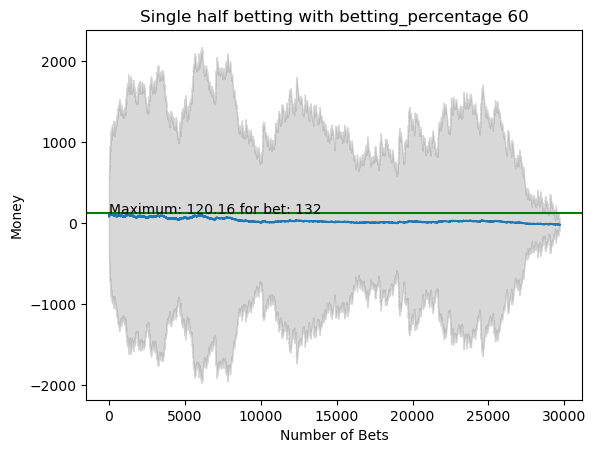 Single half betting with betting_percentage 60
Money
2000
1000
0
−1000
−2000
Maximum: 120.16 for bet: 132
0 5000 10000 15000 20000 25000 30000
Number of Bets